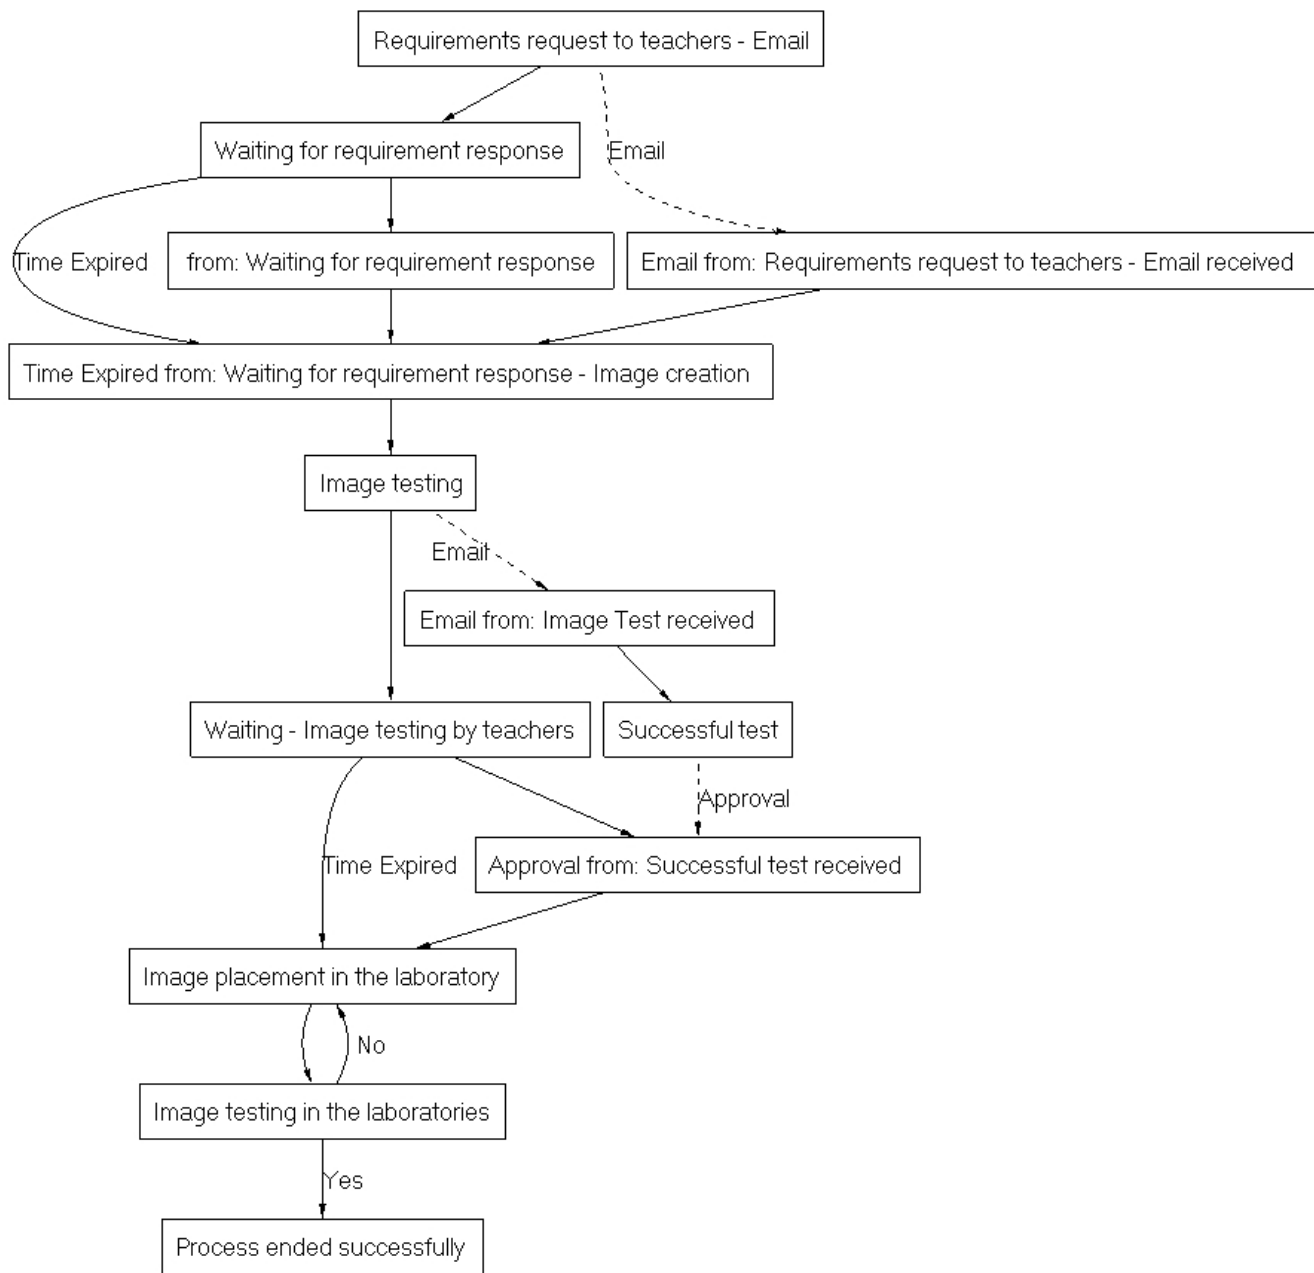 Requirements request to teachers - Email
Waiting for requirement response
Email
Time Expired
from: Waiting for requirement response
Email from: Requirements request to teachers - Email received
Time Expired from: Waiting for requirement response - Image creation
Image testing
Email
Email from: Image Test received
Waiting - Image testing by teachers
Successful test
Approval
Time Expired
Approval from: Successful test received
Image placement in the laboratory
No
Image testing in the laboratories
Yes
Process ended successfully